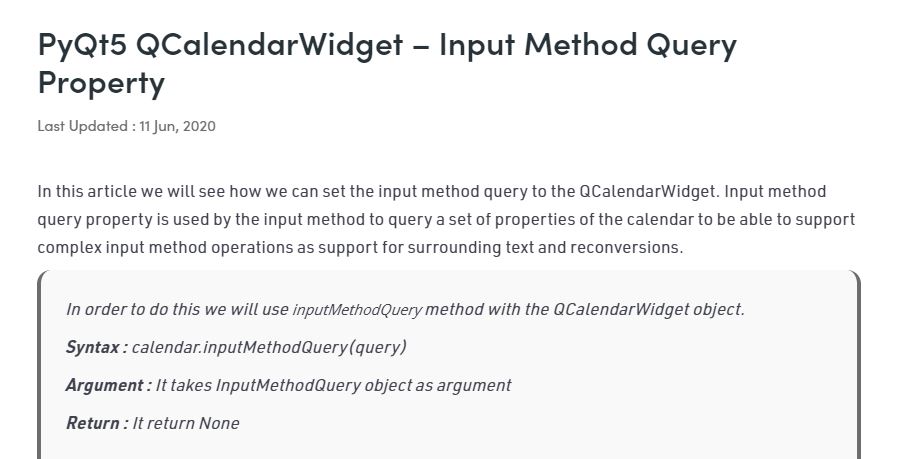 PyQt5 QCalendarWidget – Input Method Query
Property
Last Updated : 11 Jun, 2020
In this article we will see how we can set the input method query to the QCalendarWidget. Input method
query property is used by the input method to query a set of properties of the calendar to be able to support
complex input method operations as support for surrounding text and reconversions.
In order to do this we will use inputMethodQuery method with the QCalendarWidget object.
Syntax : calendar.inputMethodQuery(query)
Argument : It takes InputMethodQuery object as argument
Return : It return None